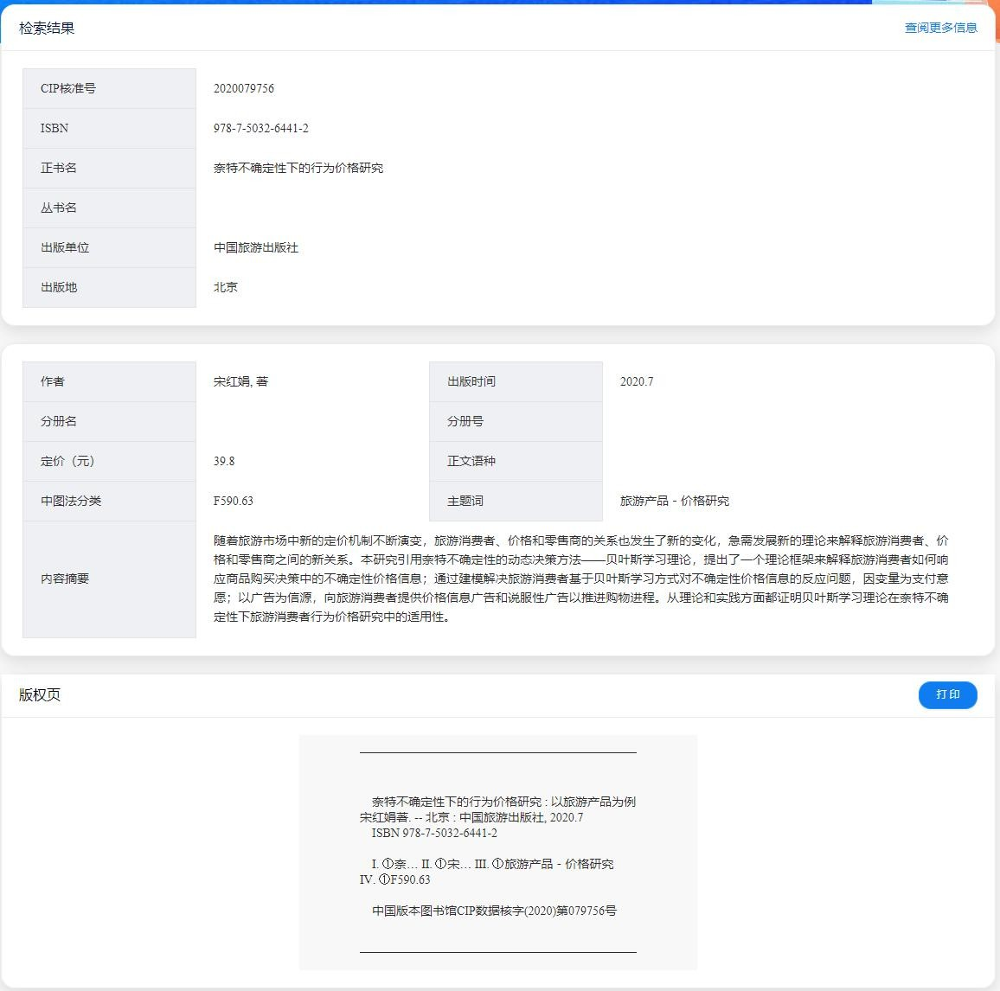 检索结果
查阅更多信息
CIP核准号 2020079756
ISBN 978-7-5032-6441-2
正书名 奈特不确定性下的行为价格研究
丛书名
出版单位 中国旅游出版社
出版地 北京
作者 宋红娟, 著 出版时间 2020.7
分册名 分册号
定价（元） 39.8 正文语种
中图法分类 F590.63 主题词 旅游产品－价格研究
内容摘要
随着旅游市场中新的定价机制不断演变，旅游消费者、价格和零售商的关系也发生了新的变化，急需发展新的理论来解释旅游消费者、价
格和零售商之间的新关系。本研究引用奈特不确定性的动态决策方法——贝叶斯学习理论，提出了一个理论框架来解释旅游消费者如何响
应商品购买决策中的不确定性价格信息；通过建模解决旅游消费者基于贝叶斯学习方式对不确定性价格信息的反应问题，因变量为支付意
愿；以广告为信源，向旅游消费者提供价格信息广告和说服性广告以推进购物进程。从理论和实践方面都证明贝叶斯学习理论在奈特不确
定性下旅游消费者行为价格研究中的适用性。
版权页
打印
奈特不确定性下的行为价格研究 : 以旅游产品为例
宋红娟著. -- 北京 : 中国旅游出版社, 2020.7
ISBN 978-7-5032-6441-2
Ⅰ. ①奈… Ⅱ. ①宋… Ⅲ. ①旅游产品－价格研究
Ⅳ. ①F590.63
中国版本图书馆CIP数据核字(2020)第079756号